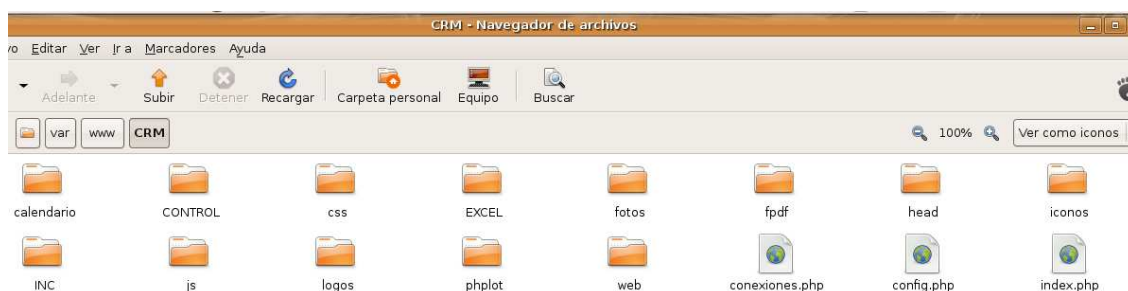 CRM - Navegador de archivos
vo Editar Ver Ir a Marcadores Ayuda
Adelante Subir Detener Recargar Carpeta personal Equipo Buscar
var www CRM 100% Ver como iconos
calendario CONTROL css EXCEL fotos fpdf head iconos
INC js logos phplot web conexiones.php config.php index.php